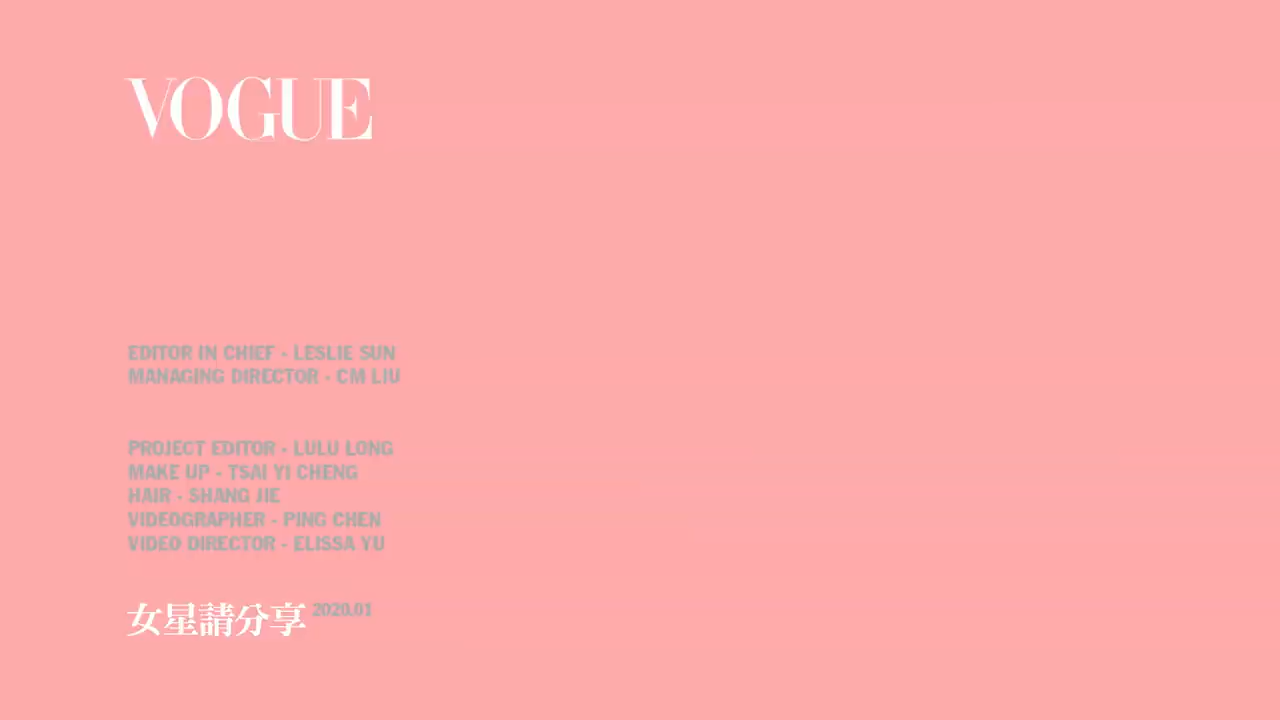 VOGUE
EDITOR IN CHIEF - LESLIE SUN
MANAGING DIRECTOR - CM LIU
PROJECT EDITOR - LULU LONG
MAKE UP - TSAI YI CHENG
HAIR - SHANG JIE
VIDEOGRAPHER - PING CHEN
VIDEO DIRECTOR - ELISSA YU
女星請分享 2020.01